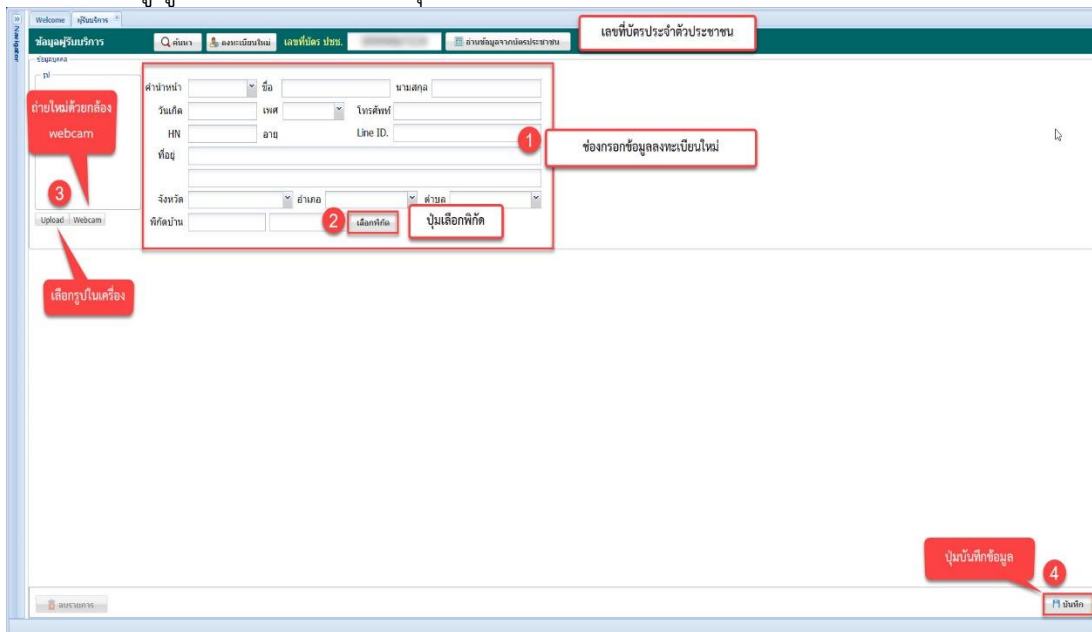 Welcome ผู้รับบริการ
เลขที่บัตรประจำตัวประชาชน
ข้อมูลผู้รับบริการ ค้นหา ลงทะเบียนใหม่ เลขที่บัตร ปชช. อ่านข้อมูลจากบัตรประชาชน
Navigator
ข้อมูลบุคคล
รูป
คำนำหน้า ชื่อ นามสกุล
ถ่ายใหม่ด้วยกล้อง
webcam
วันเกิด เพศ โทรศัพท์
HN อายุ Line ID.
1 ช่องกรอกข้อมูลลงทะเบียนใหม่
ที่อยู่
3
จังหวัด อำเภอ ตำบล
Upload Webcam
พิกัดบ้าน 2 เลือกพิกัด ปุ่มเลือกพิกัด
เลือกรูปในเครื่อง
ปุ่มบันทึกข้อมูล
4
ลบรายการ บันทึก